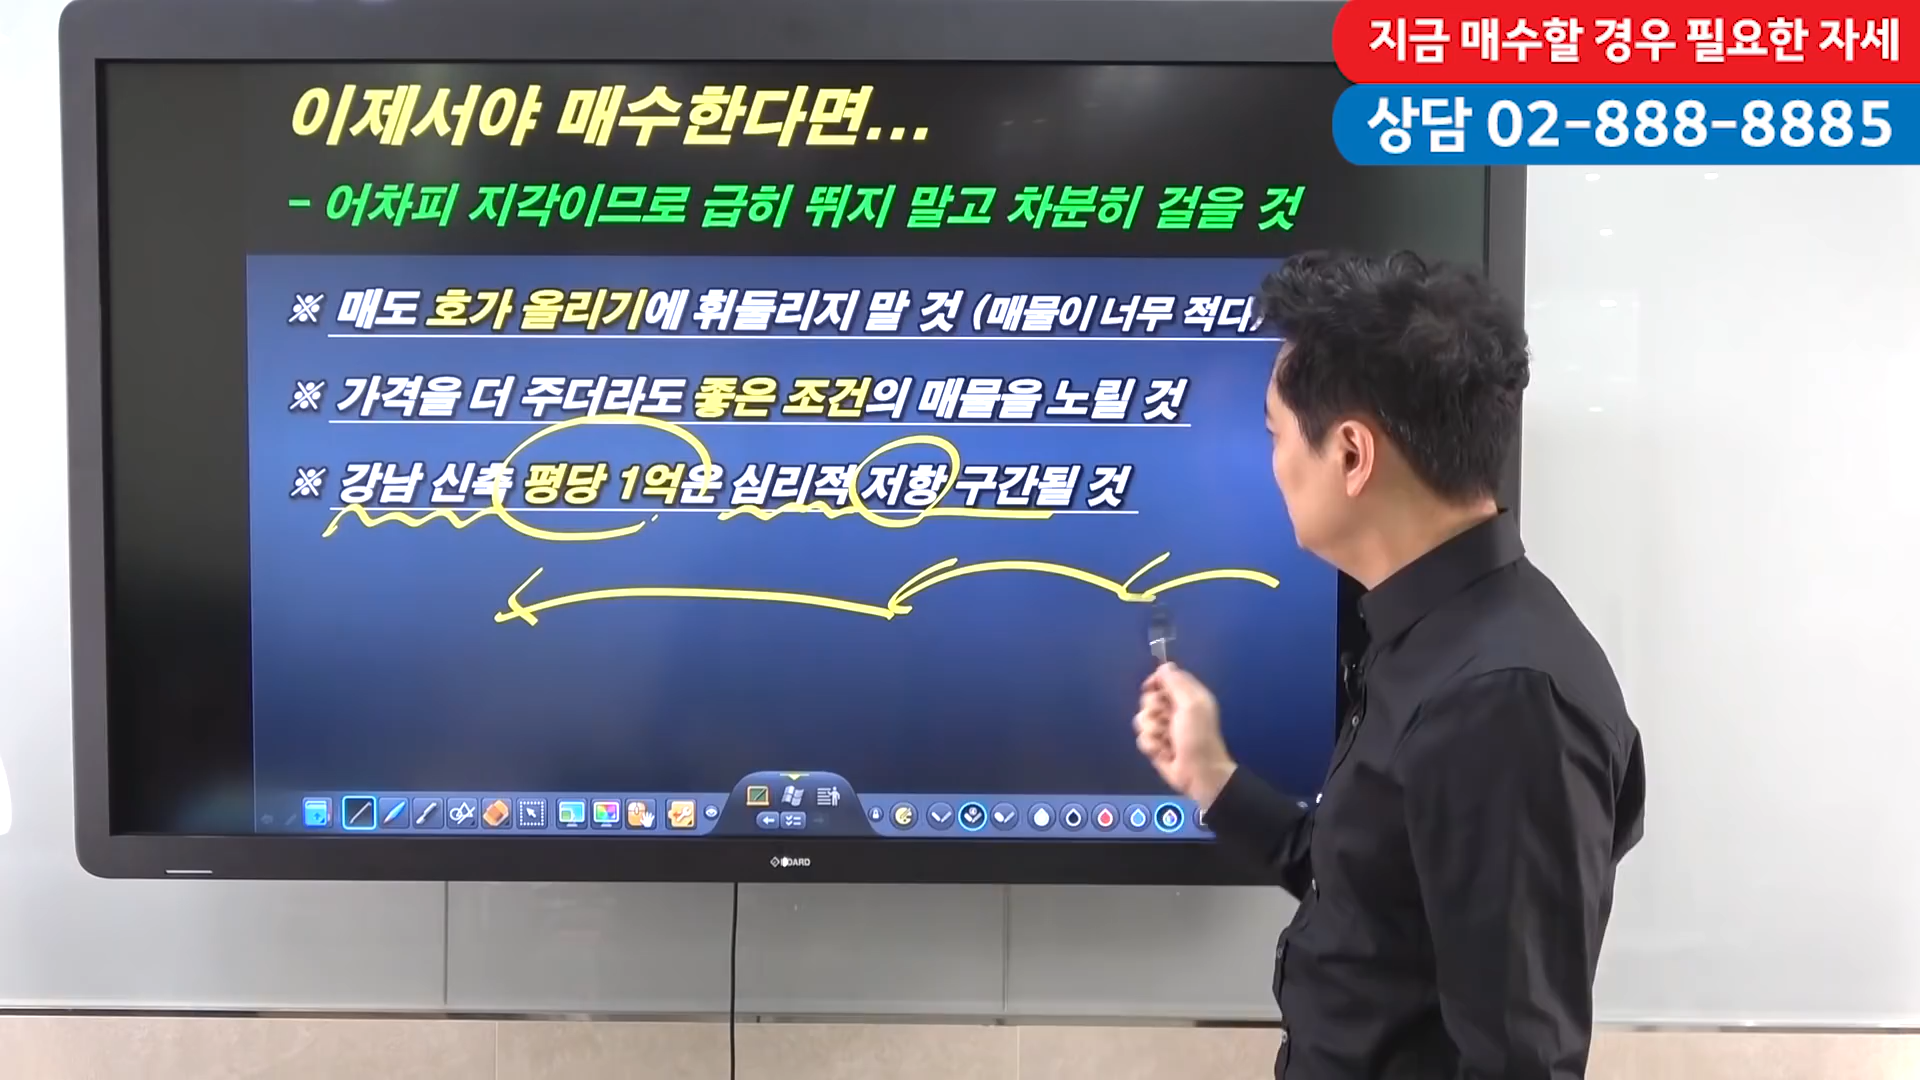 지금 매수할 경우 필요한 자세
상담 02-888-8885
이제서야 매수한다면...
- 어차피 지각이므로 급히 뛰지 말고 차분히 걸을 것
※ 매도 호가 올리기에 휘둘리지 말 것 (매물이 너무 적다)
※ 가격을 더 주더라도 좋은 조건의 매물을 노릴 것
※ 강남 신축 평당 1억운 심리적 저항 구간될 것